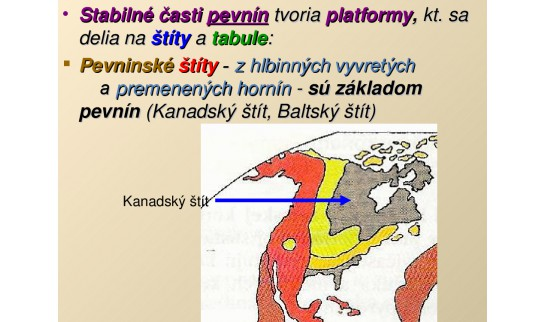 • Stabilné časti pevnín tvoria platformy, kt. sa
delia na štíty a tabule:
▪ Pevninské štíty - z hlbinných vyvretých
a premenených hornín - sú základom
pevnín (Kanadský štít, Baltský štít)
Kanadský štít